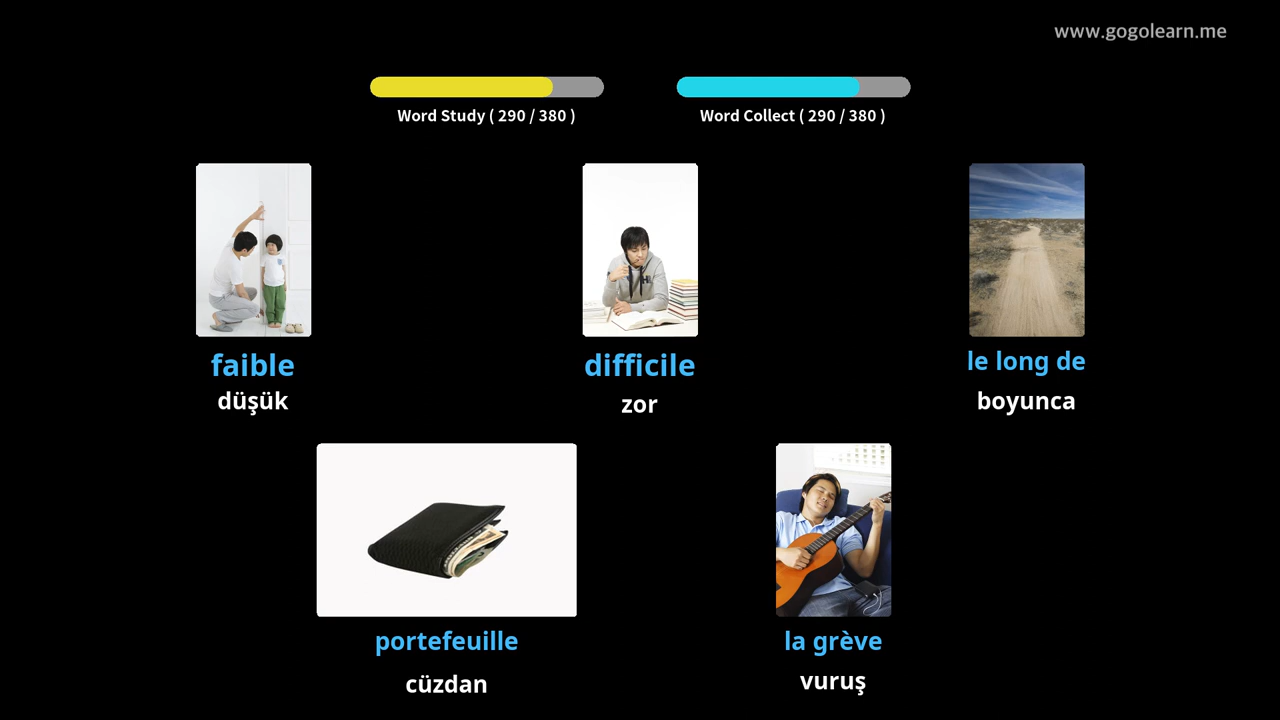 www.gogolearn.me
Word Study ( 290 / 380 )
Word Collect ( 290 / 380 )
faible
düşük
difficile
zor
le long de
boyunca
portefeuille
cüzdan
la grève
vuruş